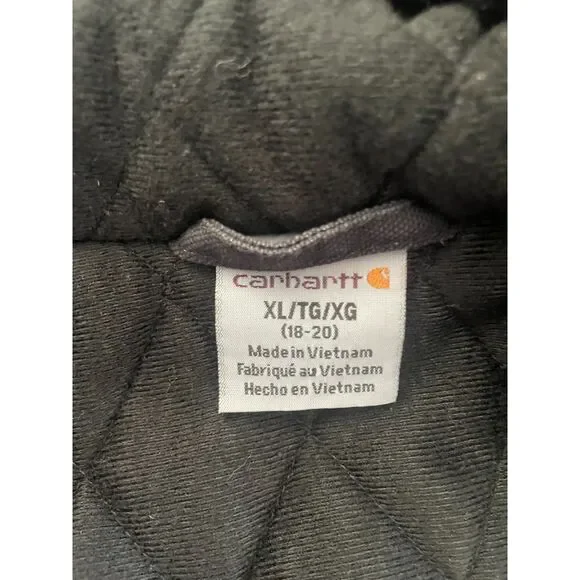 carhartt
XL/TG/XG
(18-20)
Made in Vietnam
Fabriqué au Vietnam
Hecho en Vietnam